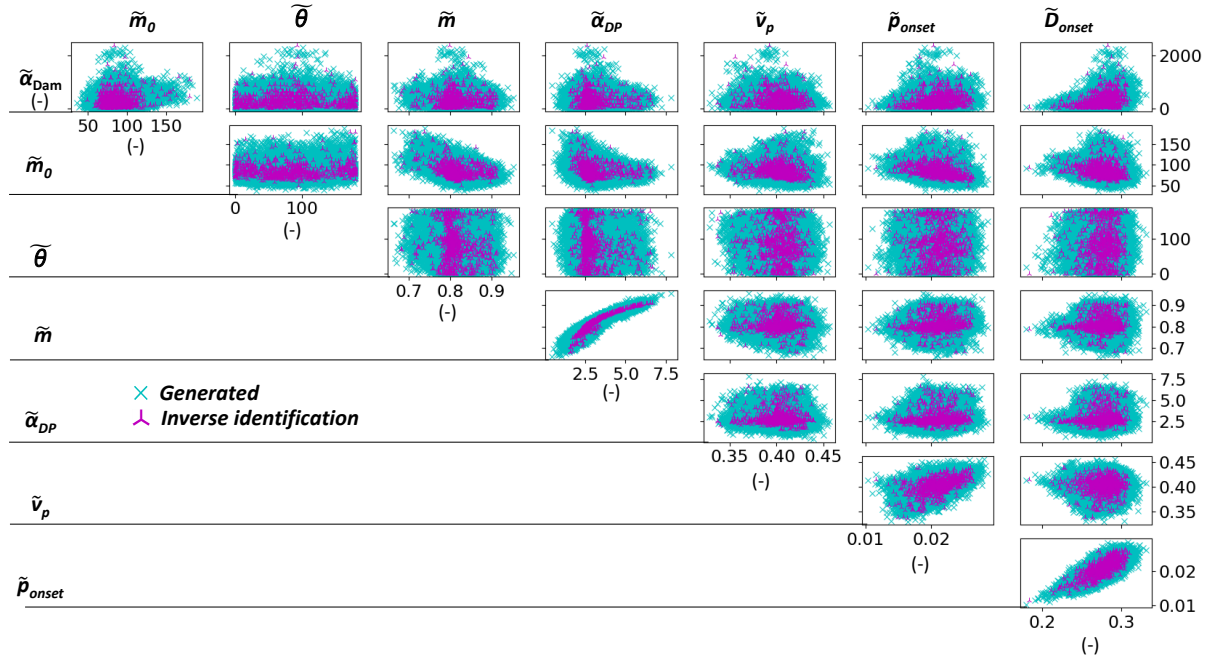 m̃₀ θ̃ m̃ α̃_DP ṽ_p p̃_onset D̃_onset
α̃_Dam 2000
(-) 0
50 100 150
(-)
m̃₀ 150
100
50
0 100
(-)
θ̃ 100
0
0.7 0.8 0.9
(-)
m̃ 0.9
0.8
0.7
2.5 5.0 7.5
(-)
Generated 7.5
Inverse identification 5.0
α̃_DP 2.5
0.35 0.40 0.45
(-)
ṽ_p 0.45
0.40
0.35
0.01 0.02
(-)
p̃_onset 0.02
0.01
0.2 0.3
(-)